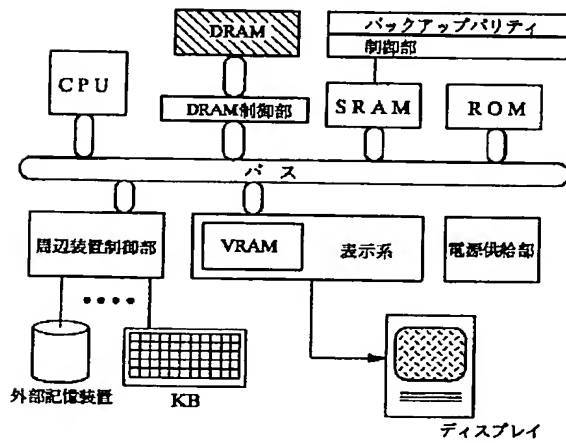 DRAM
バックアップパリティ
制御部
CPU
DRAM制御部
SRAM
ROM
バス
周辺装置制御部
VRAM
表示系
電源供給部
外部記憶装置
KB
ディスプレイ